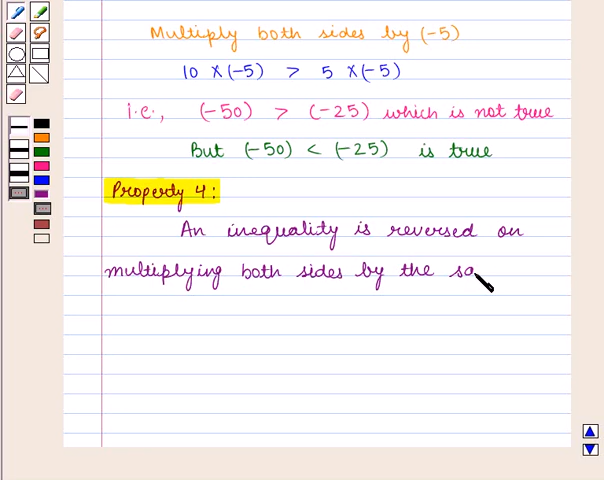 Multiply both sides by (-5)
10 × (-5) > 5 × (-5)
i.e., (-50) > (-25) which is not true
But (-50) < (-25) is true
Property 4:
An inequality is reversed on
multiplying both sides by the sa